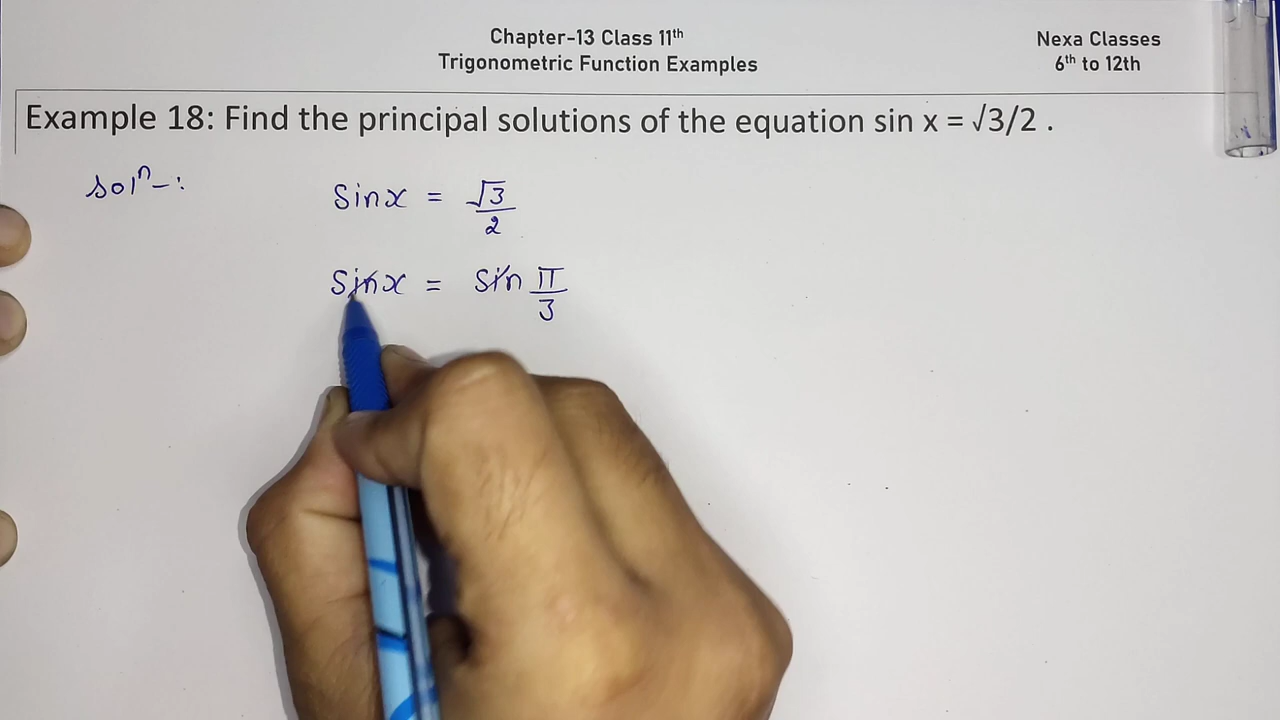 Chapter-13 Class 11th
Trigonometric Function Examples
Nexa Classes
6th to 12th
Example 18: Find the principal solutions of the equation sin x = √3/2 .
Solⁿ-:
Sinx = √3/2
Sinx = Sin π/3